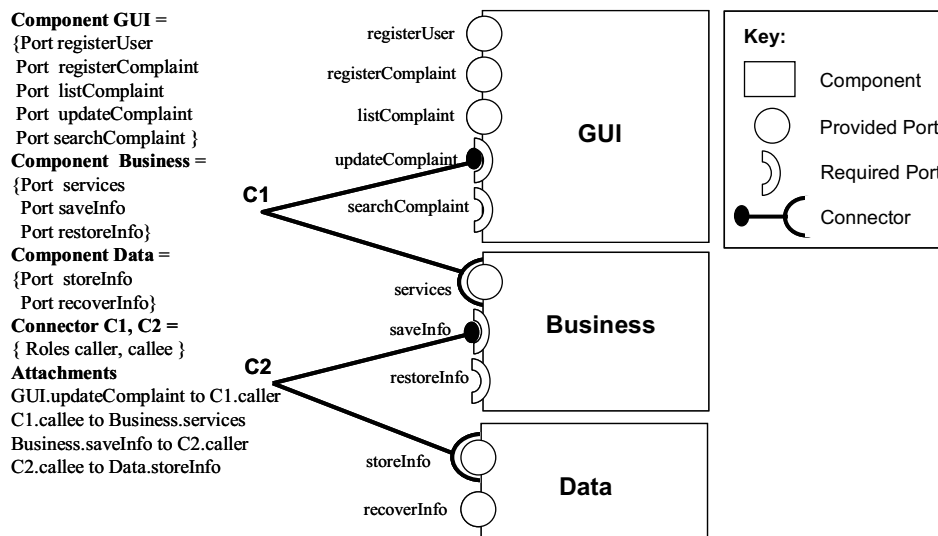 Component GUI =
{Port registerUser
Port registerComplaint
Port listComplaint
Port updateComplaint
Port searchComplaint }
Component Business =
{Port services
Port saveInfo
Port restoreInfo}
Component Data =
{Port storeInfo
Port recoverInfo}
Connector C1, C2 =
{ Roles caller, callee }
Attachments
GUI.updateComplaint to C1.caller
C1.callee to Business.services
Business.saveInfo to C2.caller
C2.callee to Data.storeInfo
C1
C2
registerUser
registerComplaint
listComplaint
updateComplaint
searchComplaint
GUI
services
saveInfo
restoreInfo
Business
storeInfo
recoverInfo
Data
Key:
Component
Provided Port
Required Port
Connector